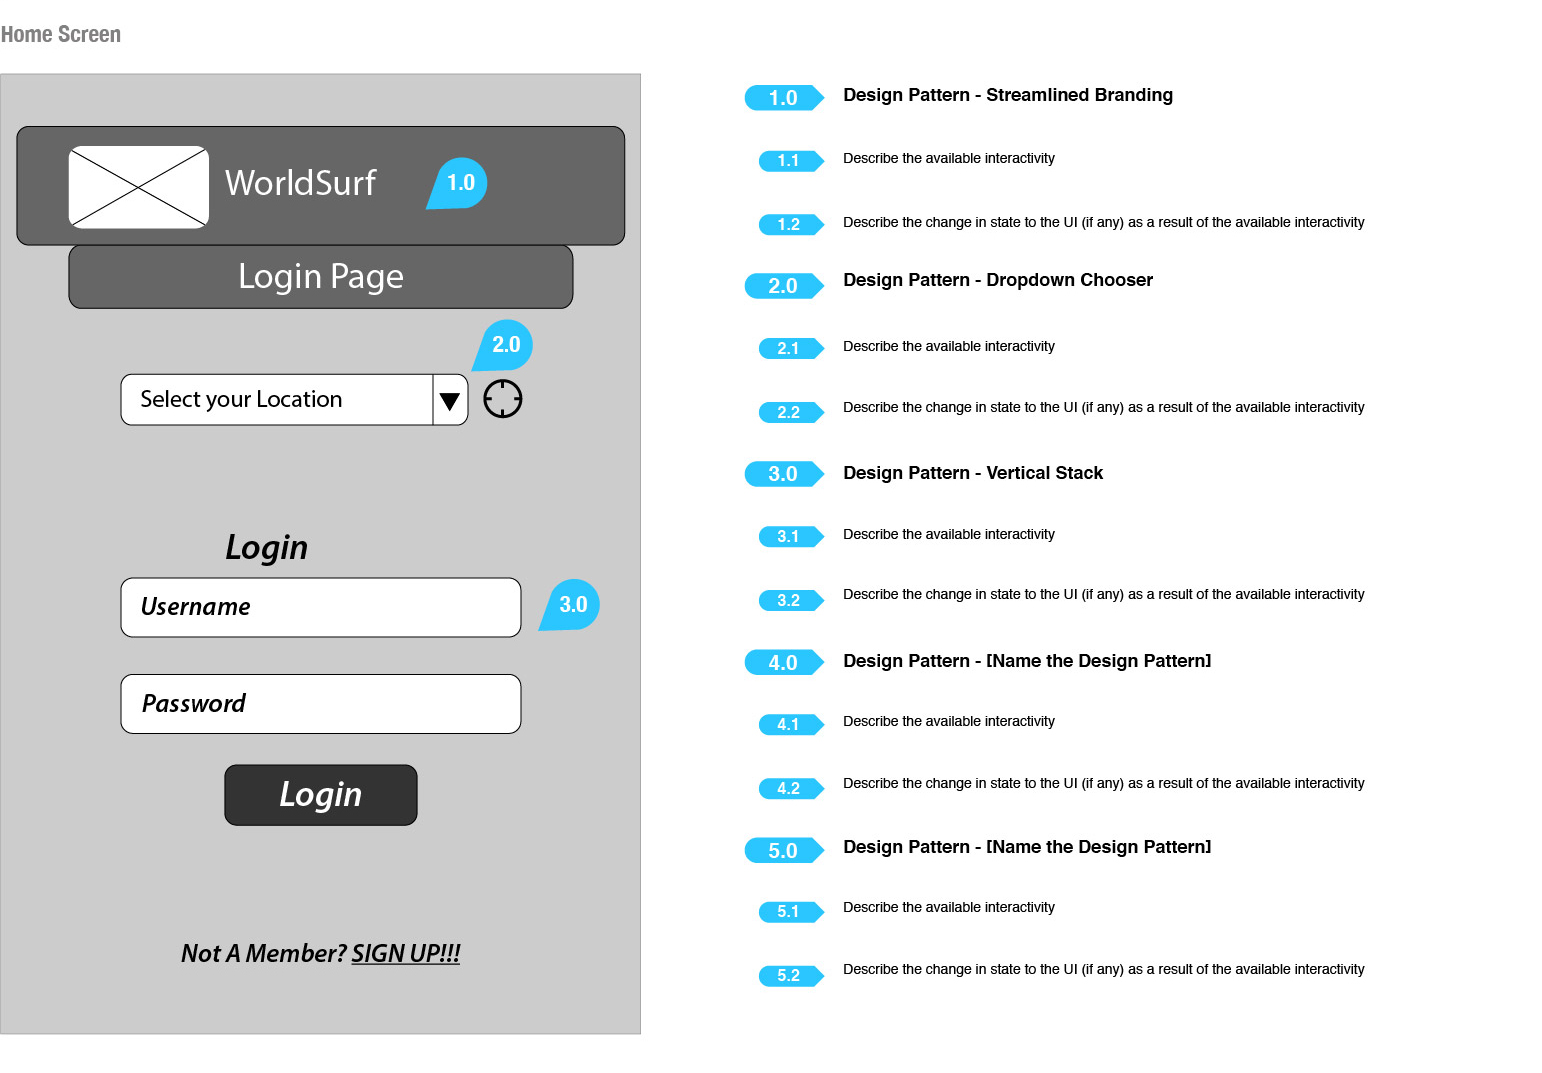 Home Screen
WorldSurf
1.0
Login Page
2.0
Select your Location
Login
Username
3.0
Password
Login
Not A Member? SIGN UP!!!
1.0 Design Pattern - Streamlined Branding
1.1 Describe the available interactivity
1.2 Describe the change in state to the UI (if any) as a result of the available interactivity
2.0 Design Pattern - Dropdown Chooser
2.1 Describe the available interactivity
2.2 Describe the change in state to the UI (if any) as a result of the available interactivity
3.0 Design Pattern - Vertical Stack
3.1 Describe the available interactivity
3.2 Describe the change in state to the UI (if any) as a result of the available interactivity
4.0 Design Pattern - [Name the Design Pattern]
4.1 Describe the available interactivity
4.2 Describe the change in state to the UI (if any) as a result of the available interactivity
5.0 Design Pattern - [Name the Design Pattern]
5.1 Describe the available interactivity
5.2 Describe the change in state to the UI (if any) as a result of the available interactivity